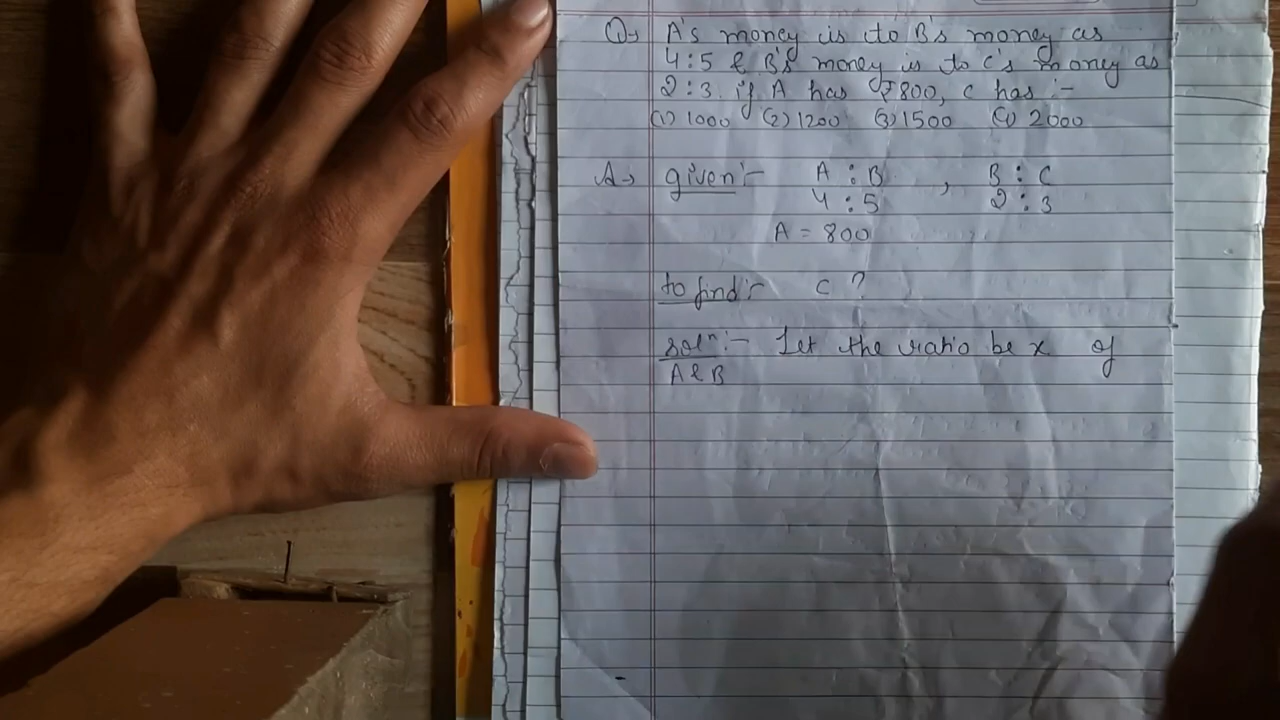 Q→ A's money is to B's money as
4:5 & B's money is to C's money as
2:3. if A has ₹800, C has :-
(1) 1000 (2) 1200 (3) 1500 (4) 2000
A→ given:- A : B , B : C
4 : 5 2 : 3
A = 800
to find:- C ?
solⁿ:- Let the ratio be x of
A & B